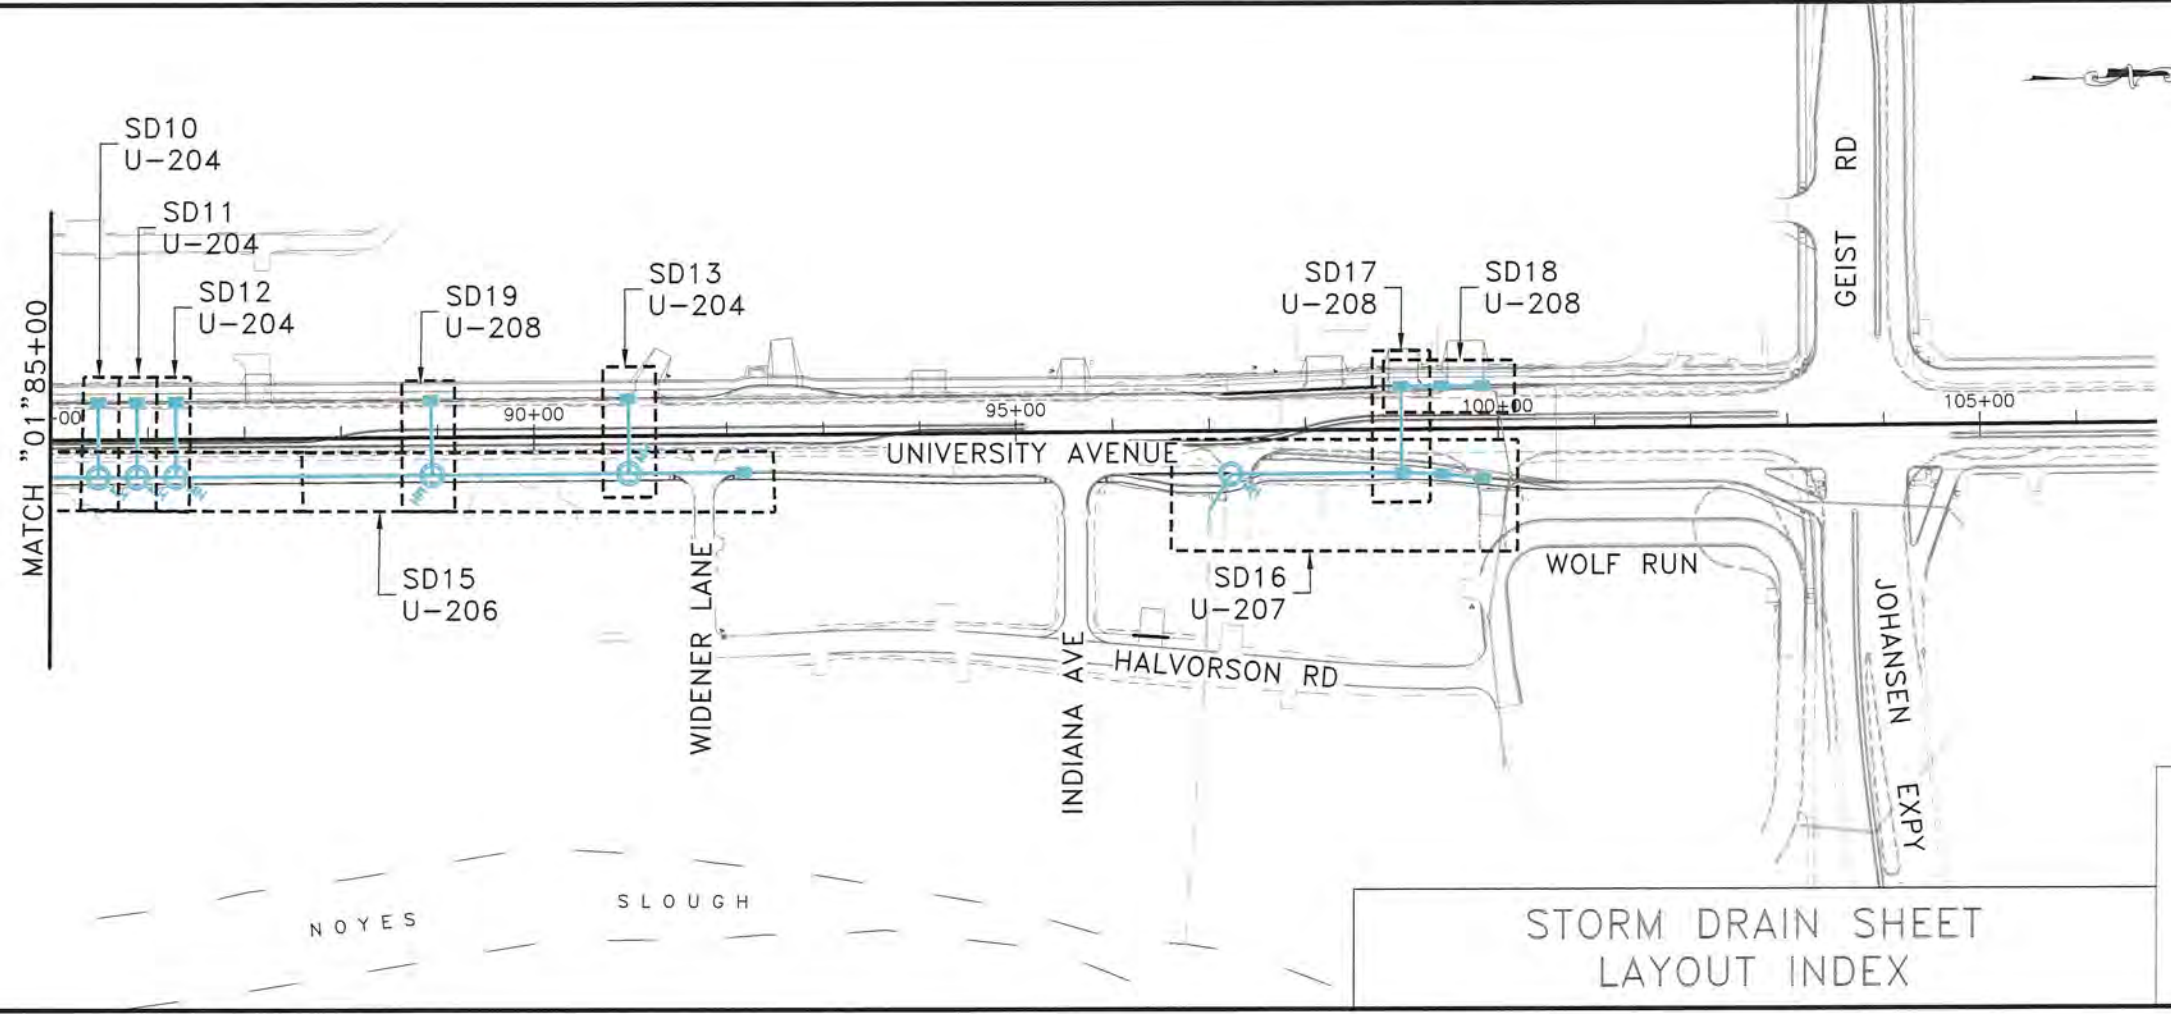 SD10
U-204
SD11
U-204
SD12
U-204
SD19
U-208
SD13
U-204
SD17
U-208
SD18
U-208
GEIST RD
MATCH "01"85+00
-00
90+00
95+00
100+00
105+00
UNIVERSITY AVENUE
SD15
U-206
SD16
U-207
WOLF RUN
WIDENER LANE
INDIANA AVE
HALVORSON RD
JOHANSEN EXPY
NOYES SLOUGH
STORM DRAIN SHEET
LAYOUT INDEX